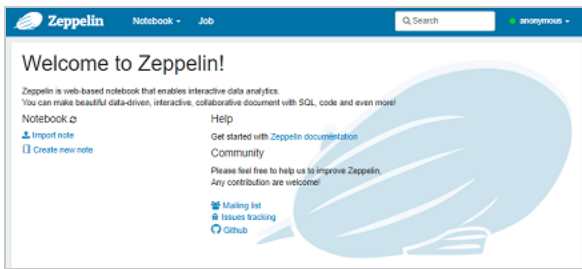 Zeppelin Notebook Job Search anonymous
Welcome to Zeppelin!
Zeppelin is web-based notebook that enables interactive data analytics.
You can make beautiful data-driven, interactive, collaborative document with SQL, code and even more!
Notebook
Import note
Create new note
Help
Get started with Zeppelin documentation
Community
Please feel free to help us to improve Zeppelin,
Any contribution are welcome!
Mailing list
Issues tracking
Github